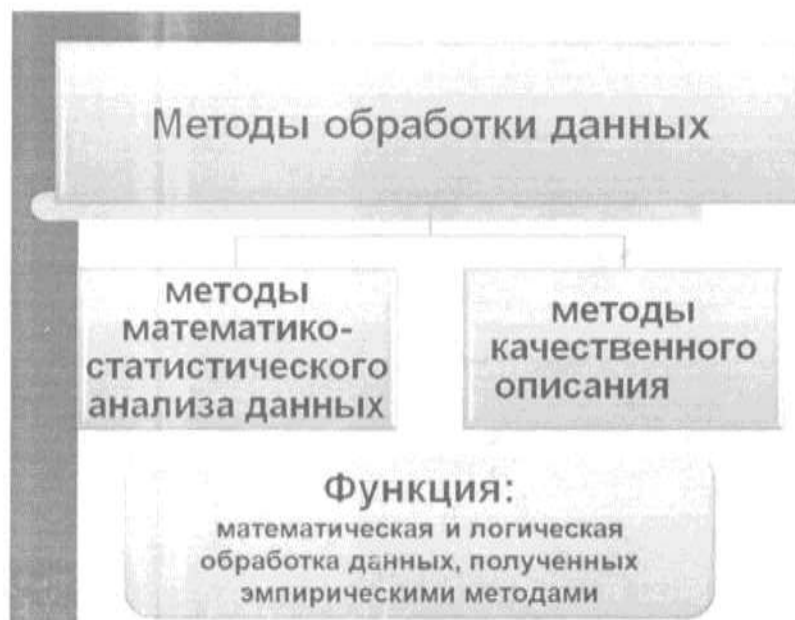 Методы обработки данных
методы
математико-
статистического
анализа данных
методы
качественного
описания
Функция:
математическая и логическая
обработка данных, полученных
эмпирическими методами